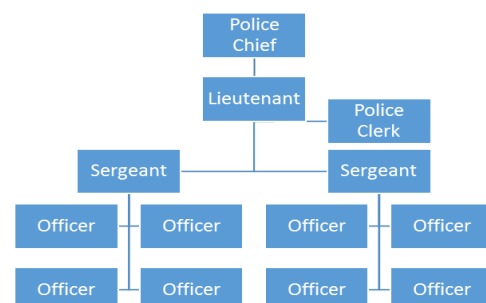 Police
Chief
Lieutenant
Police
Clerk
Sergeant
Sergeant
Officer
Officer
Officer
Officer
Officer
Officer
Officer
Officer